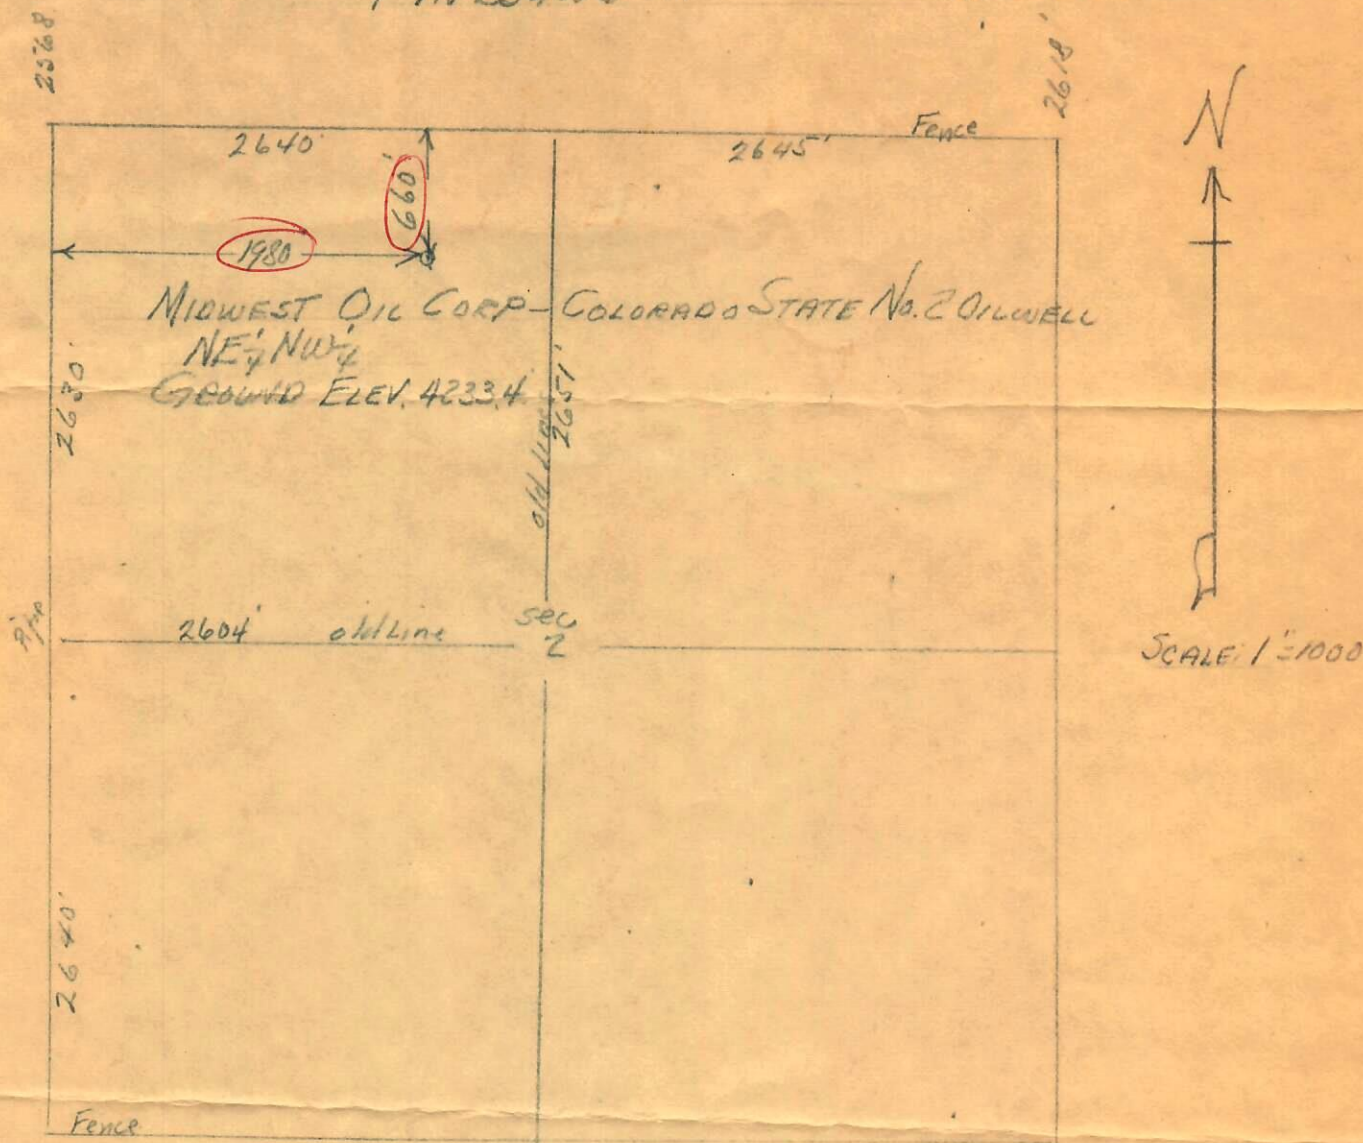 2568
2618'
N
Fence
2640'
2645'
660'
1980
MIDWEST OIL CORP - COLORADO STATE No. 2 OILWELL
NE¼ NW¼
GROUND ELEV. 4233.4
2630'
2651'
old line
2604' old Line
sec
2
SCALE: 1"=1000
2640'
Fence